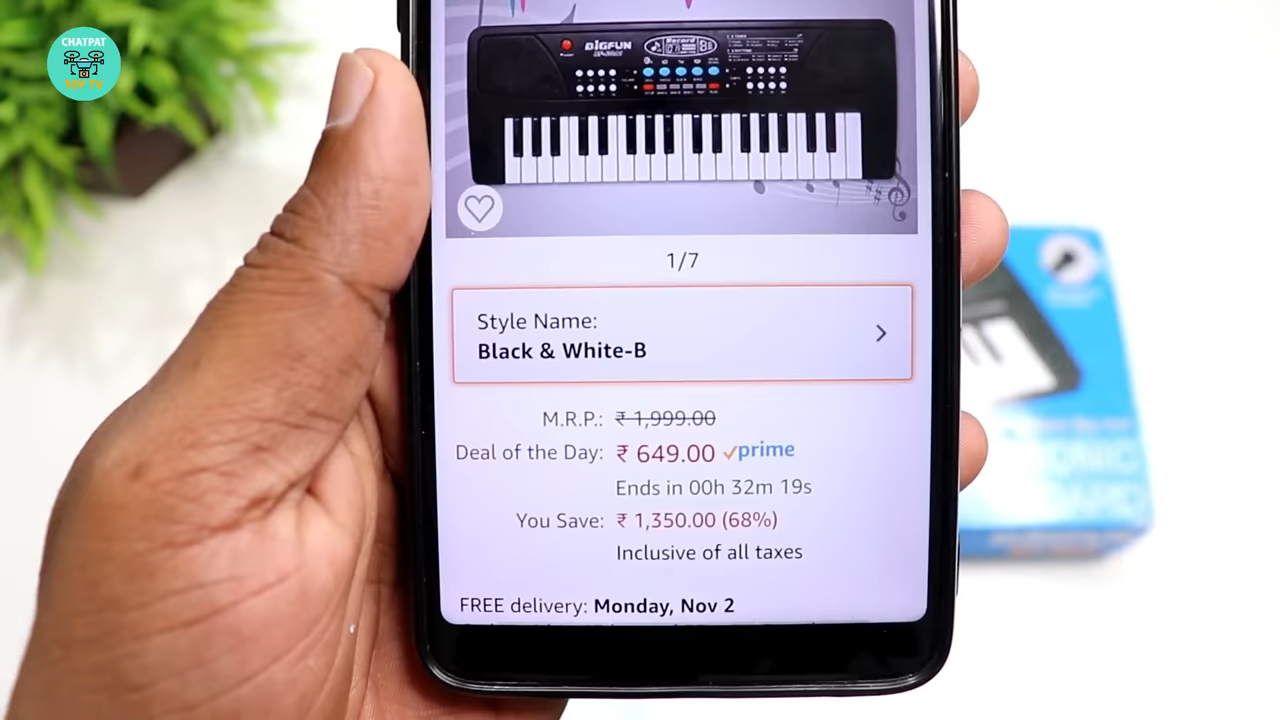 CHATPAT
TOY TV
BIGFUN
Record
1/7
Style Name:
Black & White-B
M.R.P.: ₹ 1,999.00
Deal of the Day: ₹ 649.00 prime
Ends in 00h 32m 19s
You Save: ₹ 1,350.00 (68%)
Inclusive of all taxes
FREE delivery: Monday, Nov 2